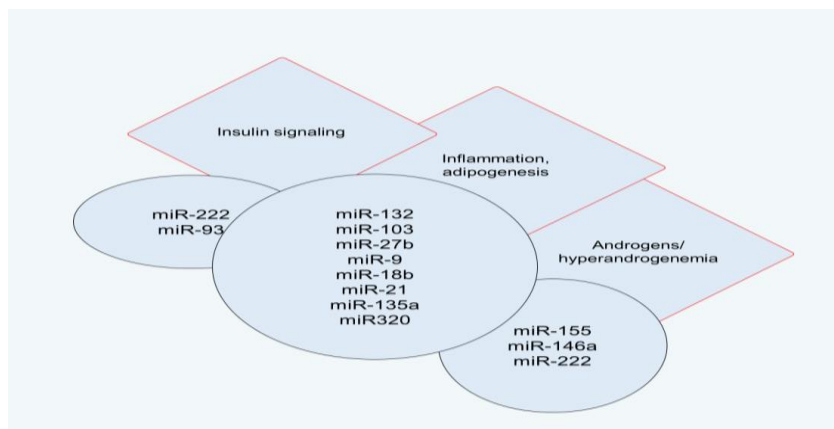 Insulin signaling
Inflammation,
adipogenesis
miR-222
miR-93
miR-132
miR-103
miR-27b
miR-9
miR-18b
miR-21
miR-135a
miR320
Androgens/
hyperandrogenemia
miR-155
miR-146a
miR-222